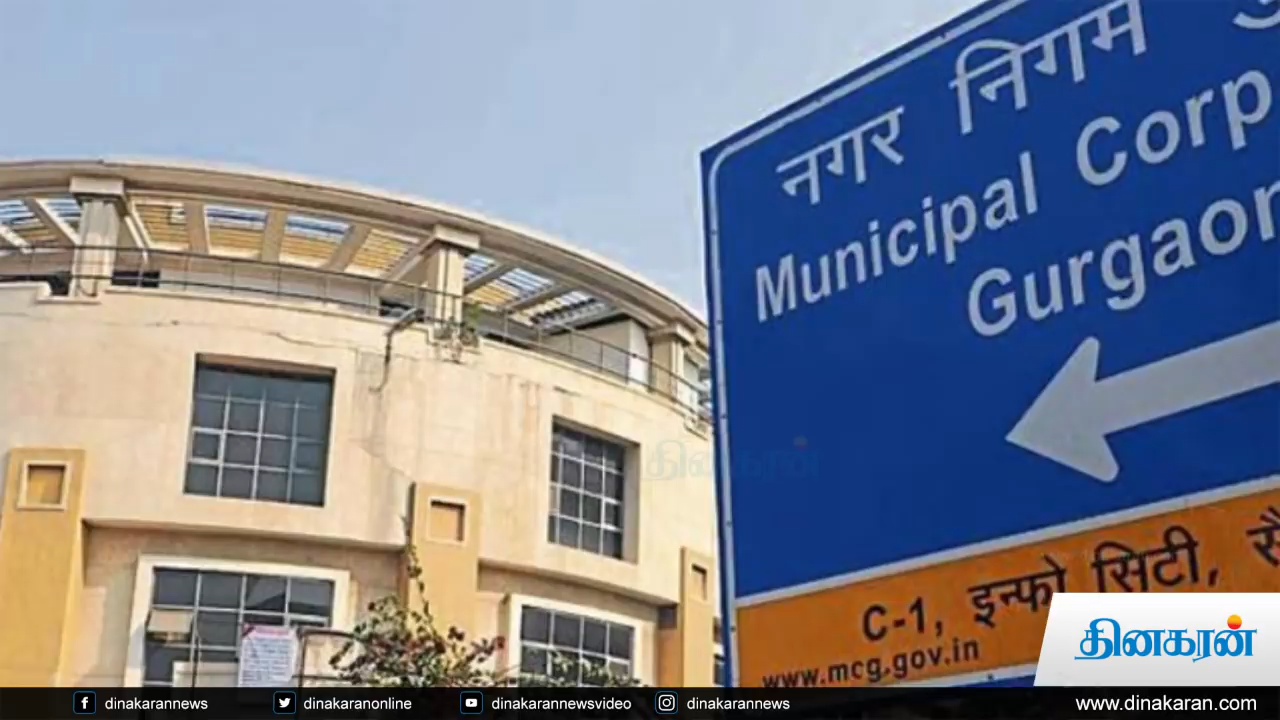 नगर निगम
Municipal Corp
Gurgaon
C-1, इन्फो सिटी, सै
www.mcg.gov.in
தினகரன்
தினகரன்
dinakarannews
dinakaranonline
dinakarannewsvideo
dinakarannews
www.dinakaran.com